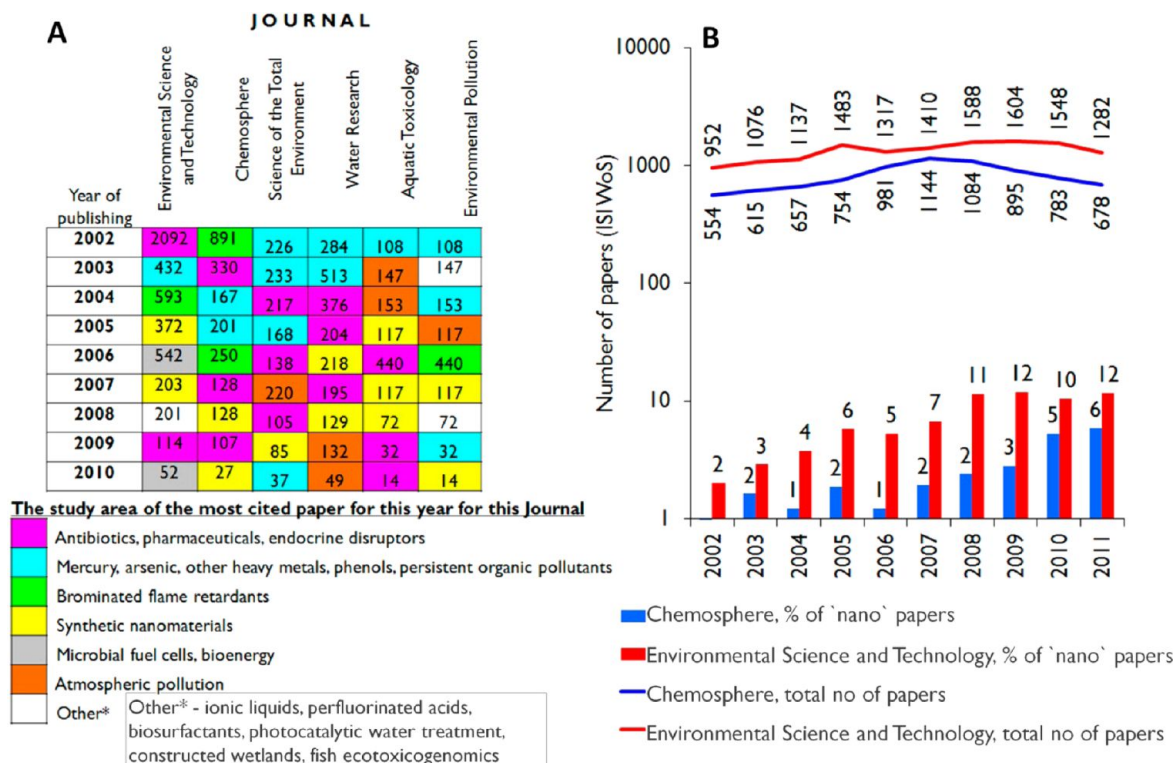 A
JOURNAL
Environmental Science
and Technology
Chemosphere
Science of the Total
Environment
Water Research
Aquatic Toxicology
Environmental Pollution
Year of
publishing
2002 2092 891 226 284 108 108
2003 432 330 233 513 147 147
2004 593 167 217 376 153 153
2005 372 201 168 204 117 117
2006 542 250 138 218 440 440
2007 203 128 220 195 117 117
2008 201 128 105 129 72 72
2009 114 107 85 132 32 32
2010 52 27 37 49 14 14
The study area of the most cited paper for this year for this Journal
Antibiotics, pharmaceuticals, endocrine disruptors
Mercury, arsenic, other heavy metals, phenols, persistent organic pollutants
Brominated flame retardants
Synthetic nanomaterials
Microbial fuel cells, bioenergy
Atmospheric pollution
Other*
Other* - ionic liquids, perfluorinated acids,
biosurfactants, photocatalytic water treatment,
constructed wetlands, fish ecotoxicogenomics
B
Number of papers (ISI WoS)
10000
1000
100
10
1
952 1076 1137 1483 1317 1410 1588 1604 1548 1282
554 615 657 754 981 1144 1084 895 783 678
2 2 3 1 4 2 6 1 5 2 7 2 11 3 12 5 10 6 12
2002 2003 2004 2005 2006 2007 2008 2009 2010 2011
Chemosphere, % of `nano` papers
Environmental Science and Technology, % of `nano` papers
Chemosphere, total no of papers
Environmental Science and Technology, total no of papers